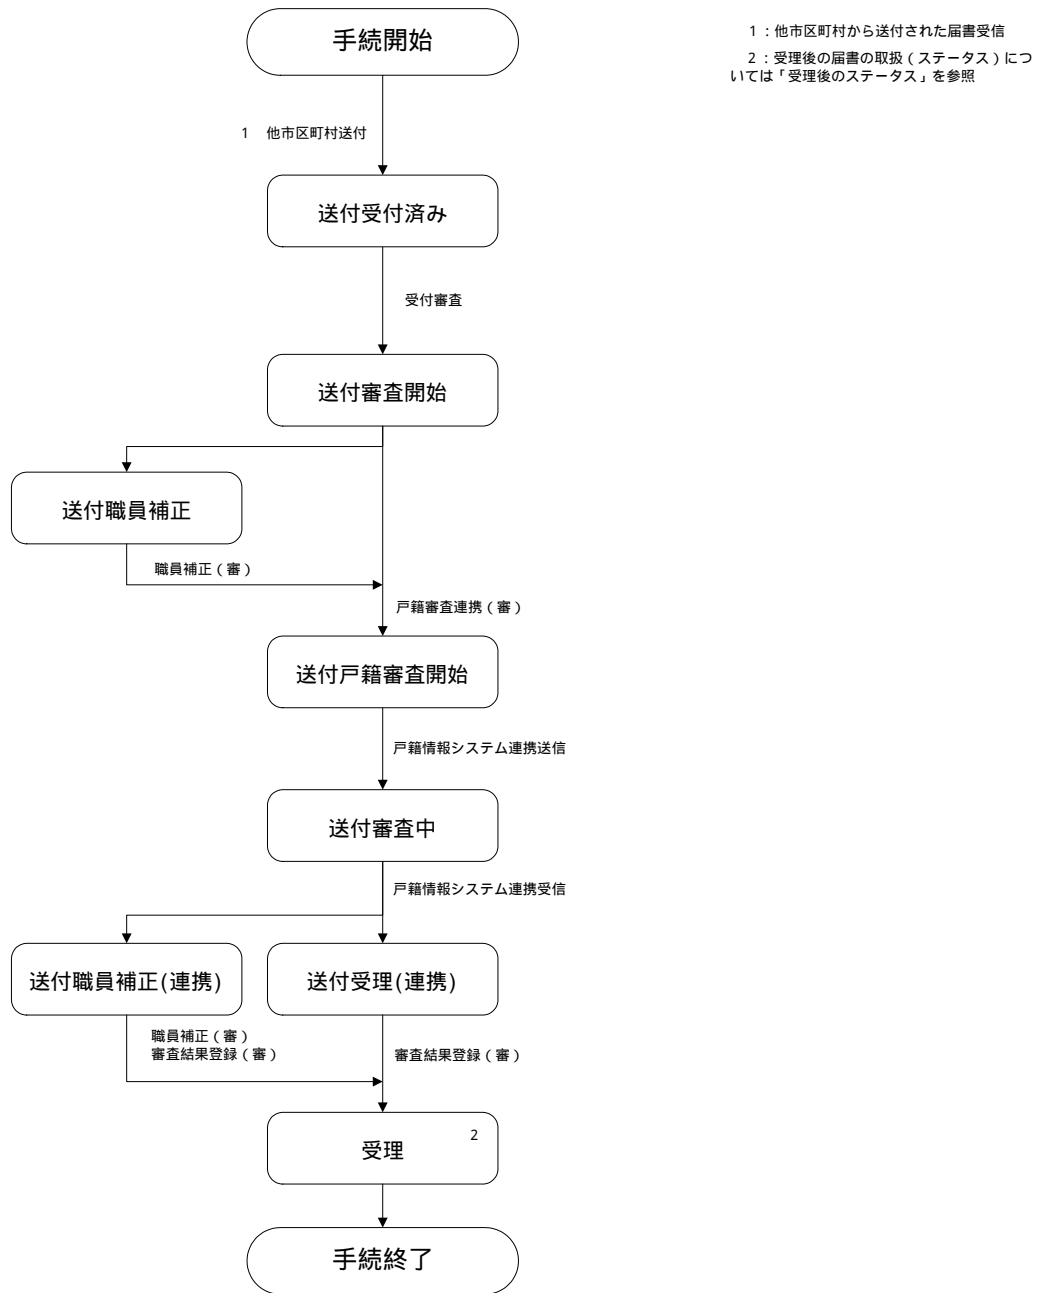 手続開始
1 : 他市区町村から送付された届書受信
2 : 受理後の届書の取扱（ステータス）につ
いては「受理後のステータス」を参照
1 他市区町村送付
送付受付済み
受付審査
送付審査開始
送付職員補正
職員補正（審）
戸籍審査連携（審）
送付戸籍審査開始
戸籍情報システム連携送信
送付審査中
戸籍情報システム連携受信
送付職員補正(連携)
送付受理(連携)
職員補正（審）
審査結果登録（審）
審査結果登録（審）
受理
2
手続終了